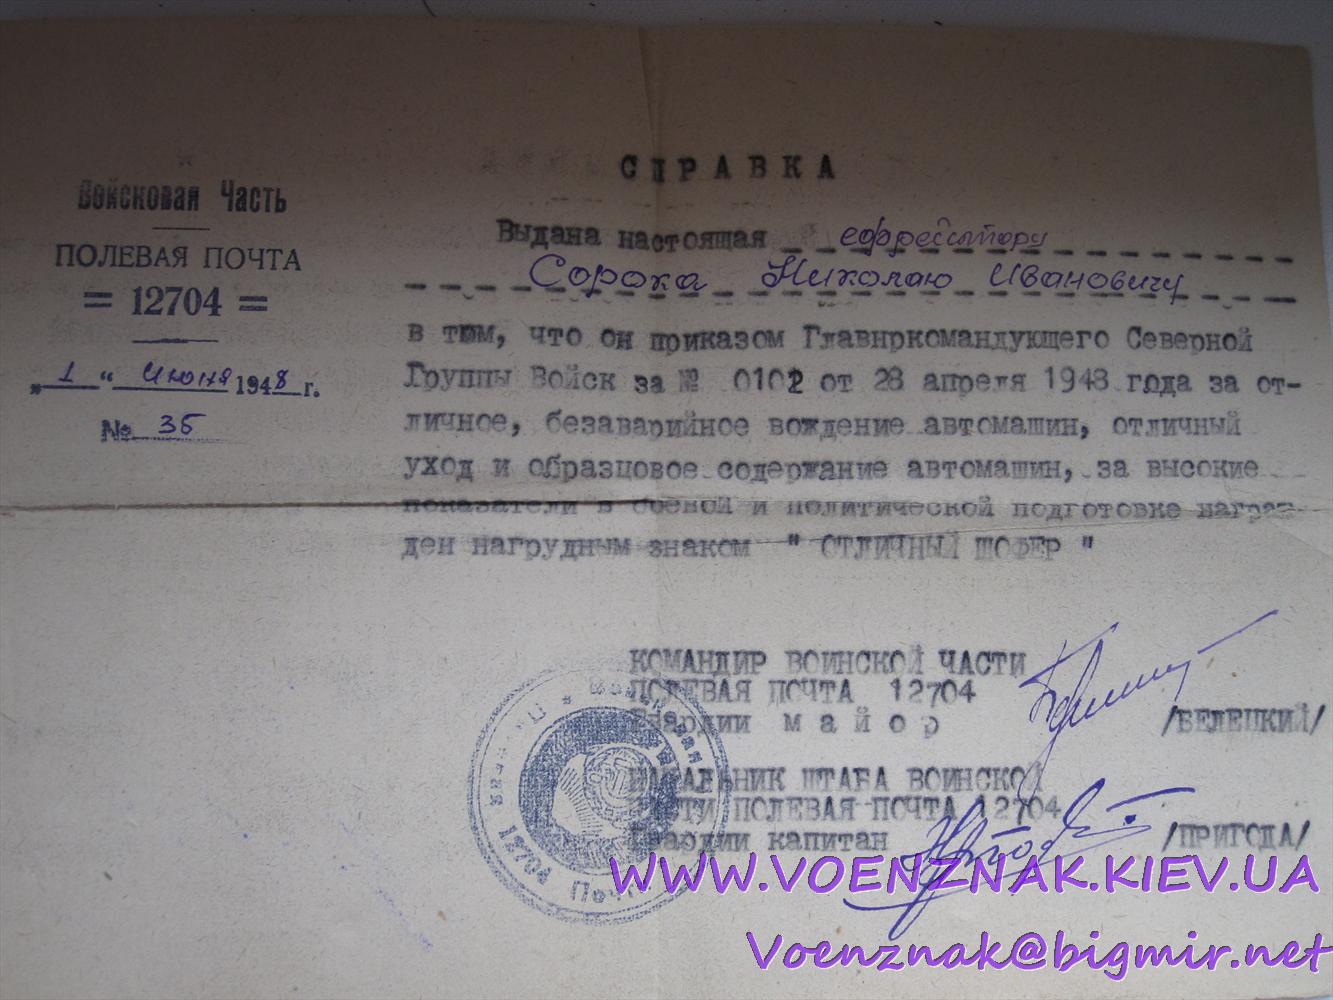 Войсковая Часть
ПОЛЕВАЯ ПОЧТА
= 12704 =
„ 1 “ июня 1948 г.
№ 35
СПРАВКА
Выдана настоящая ефрейтору
Сорока Николаю Ивановичу
в том, что он приказом Главнркомандующего Северной
Группы Войск за № 0102 от 28 апреля 1948 года за от-
личное, безаварийное вождение автомашин, отличный
уход и образцовое содержание автомашин, за высокие
показатели в боевой и политической подготовке награж-
ден нагрудным знаком " ОТЛИЧНЫЙ ШОФЕР "
КОМАНДИР ВОИНСКОЙ ЧАСТИ
ПОЛЕВАЯ ПОЧТА 12704
Гвардии майор /БЕЛЕЦКИЙ/
НАЧАЛЬНИК ШТАБА ВОИНСКОЙ
ЧАСТИ ПОЛЕВАЯ ПОЧТА 12704
Гвардии капитан /ПРИГОДА/
12704
WWW.VOENZNAK.KIEV.UA
Voenznak@bigmir.net